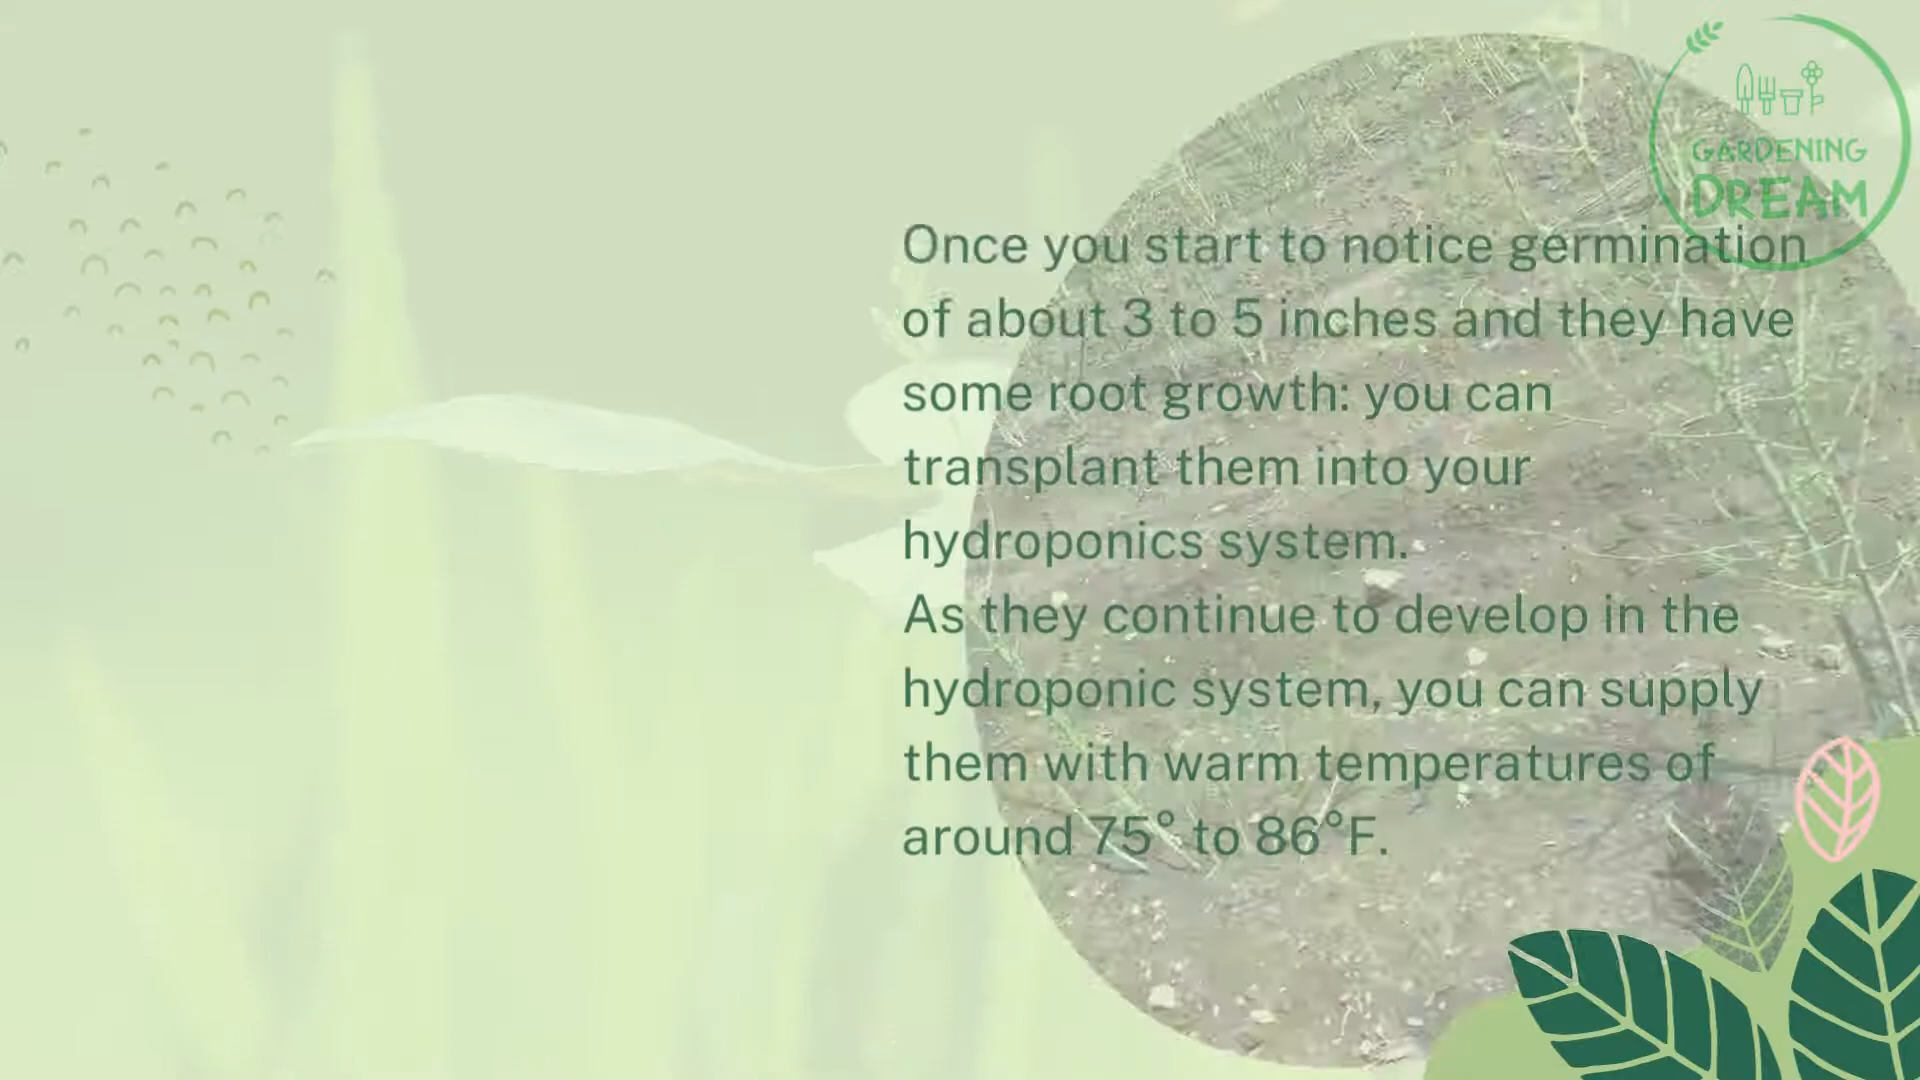 GARDENING
DREAM
Once you start to notice germination
of about 3 to 5 inches and they have
some root growth: you can
transplant them into your
hydroponics system.
As they continue to develop in the
hydroponic system, you can supply
them with warm temperatures of
around 75° to 86°F.